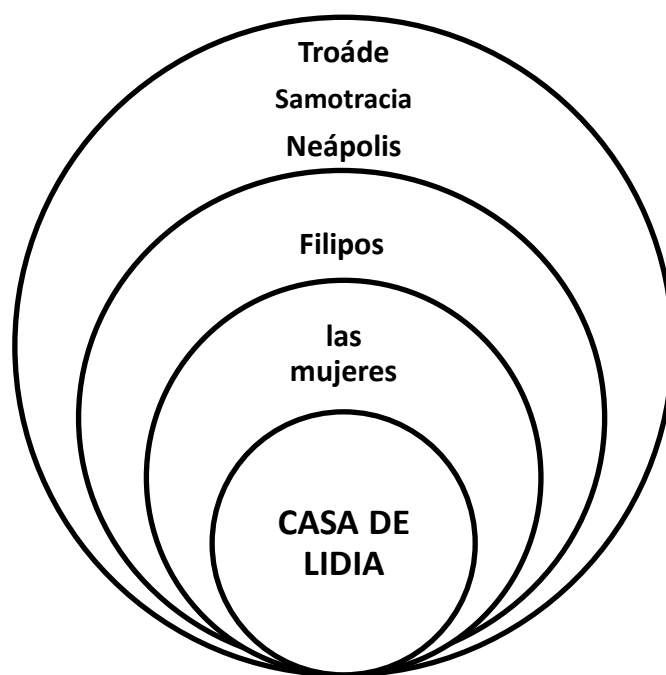 Troáde
Samotracia
Neápolis
Filipos
las
mujeres
CASA DE
LIDIA